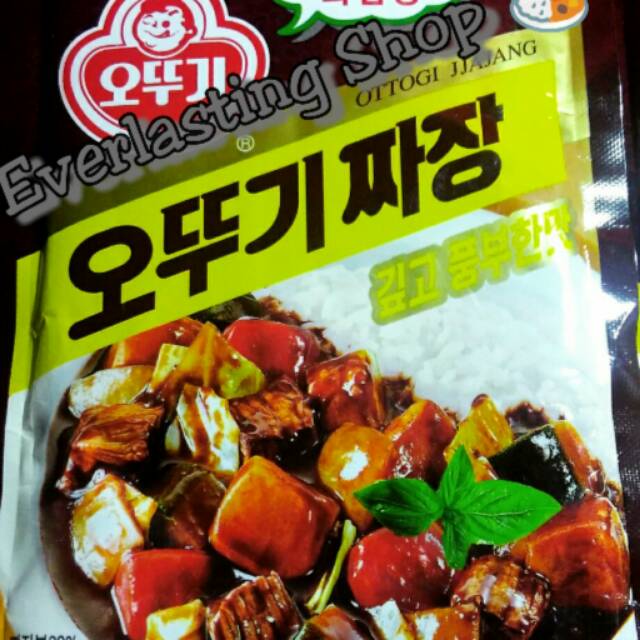 오뚜기
Everlasting Shop
OTTOGI JJAJANG
®
오뚜기 짜장
깊고 풍부한 맛